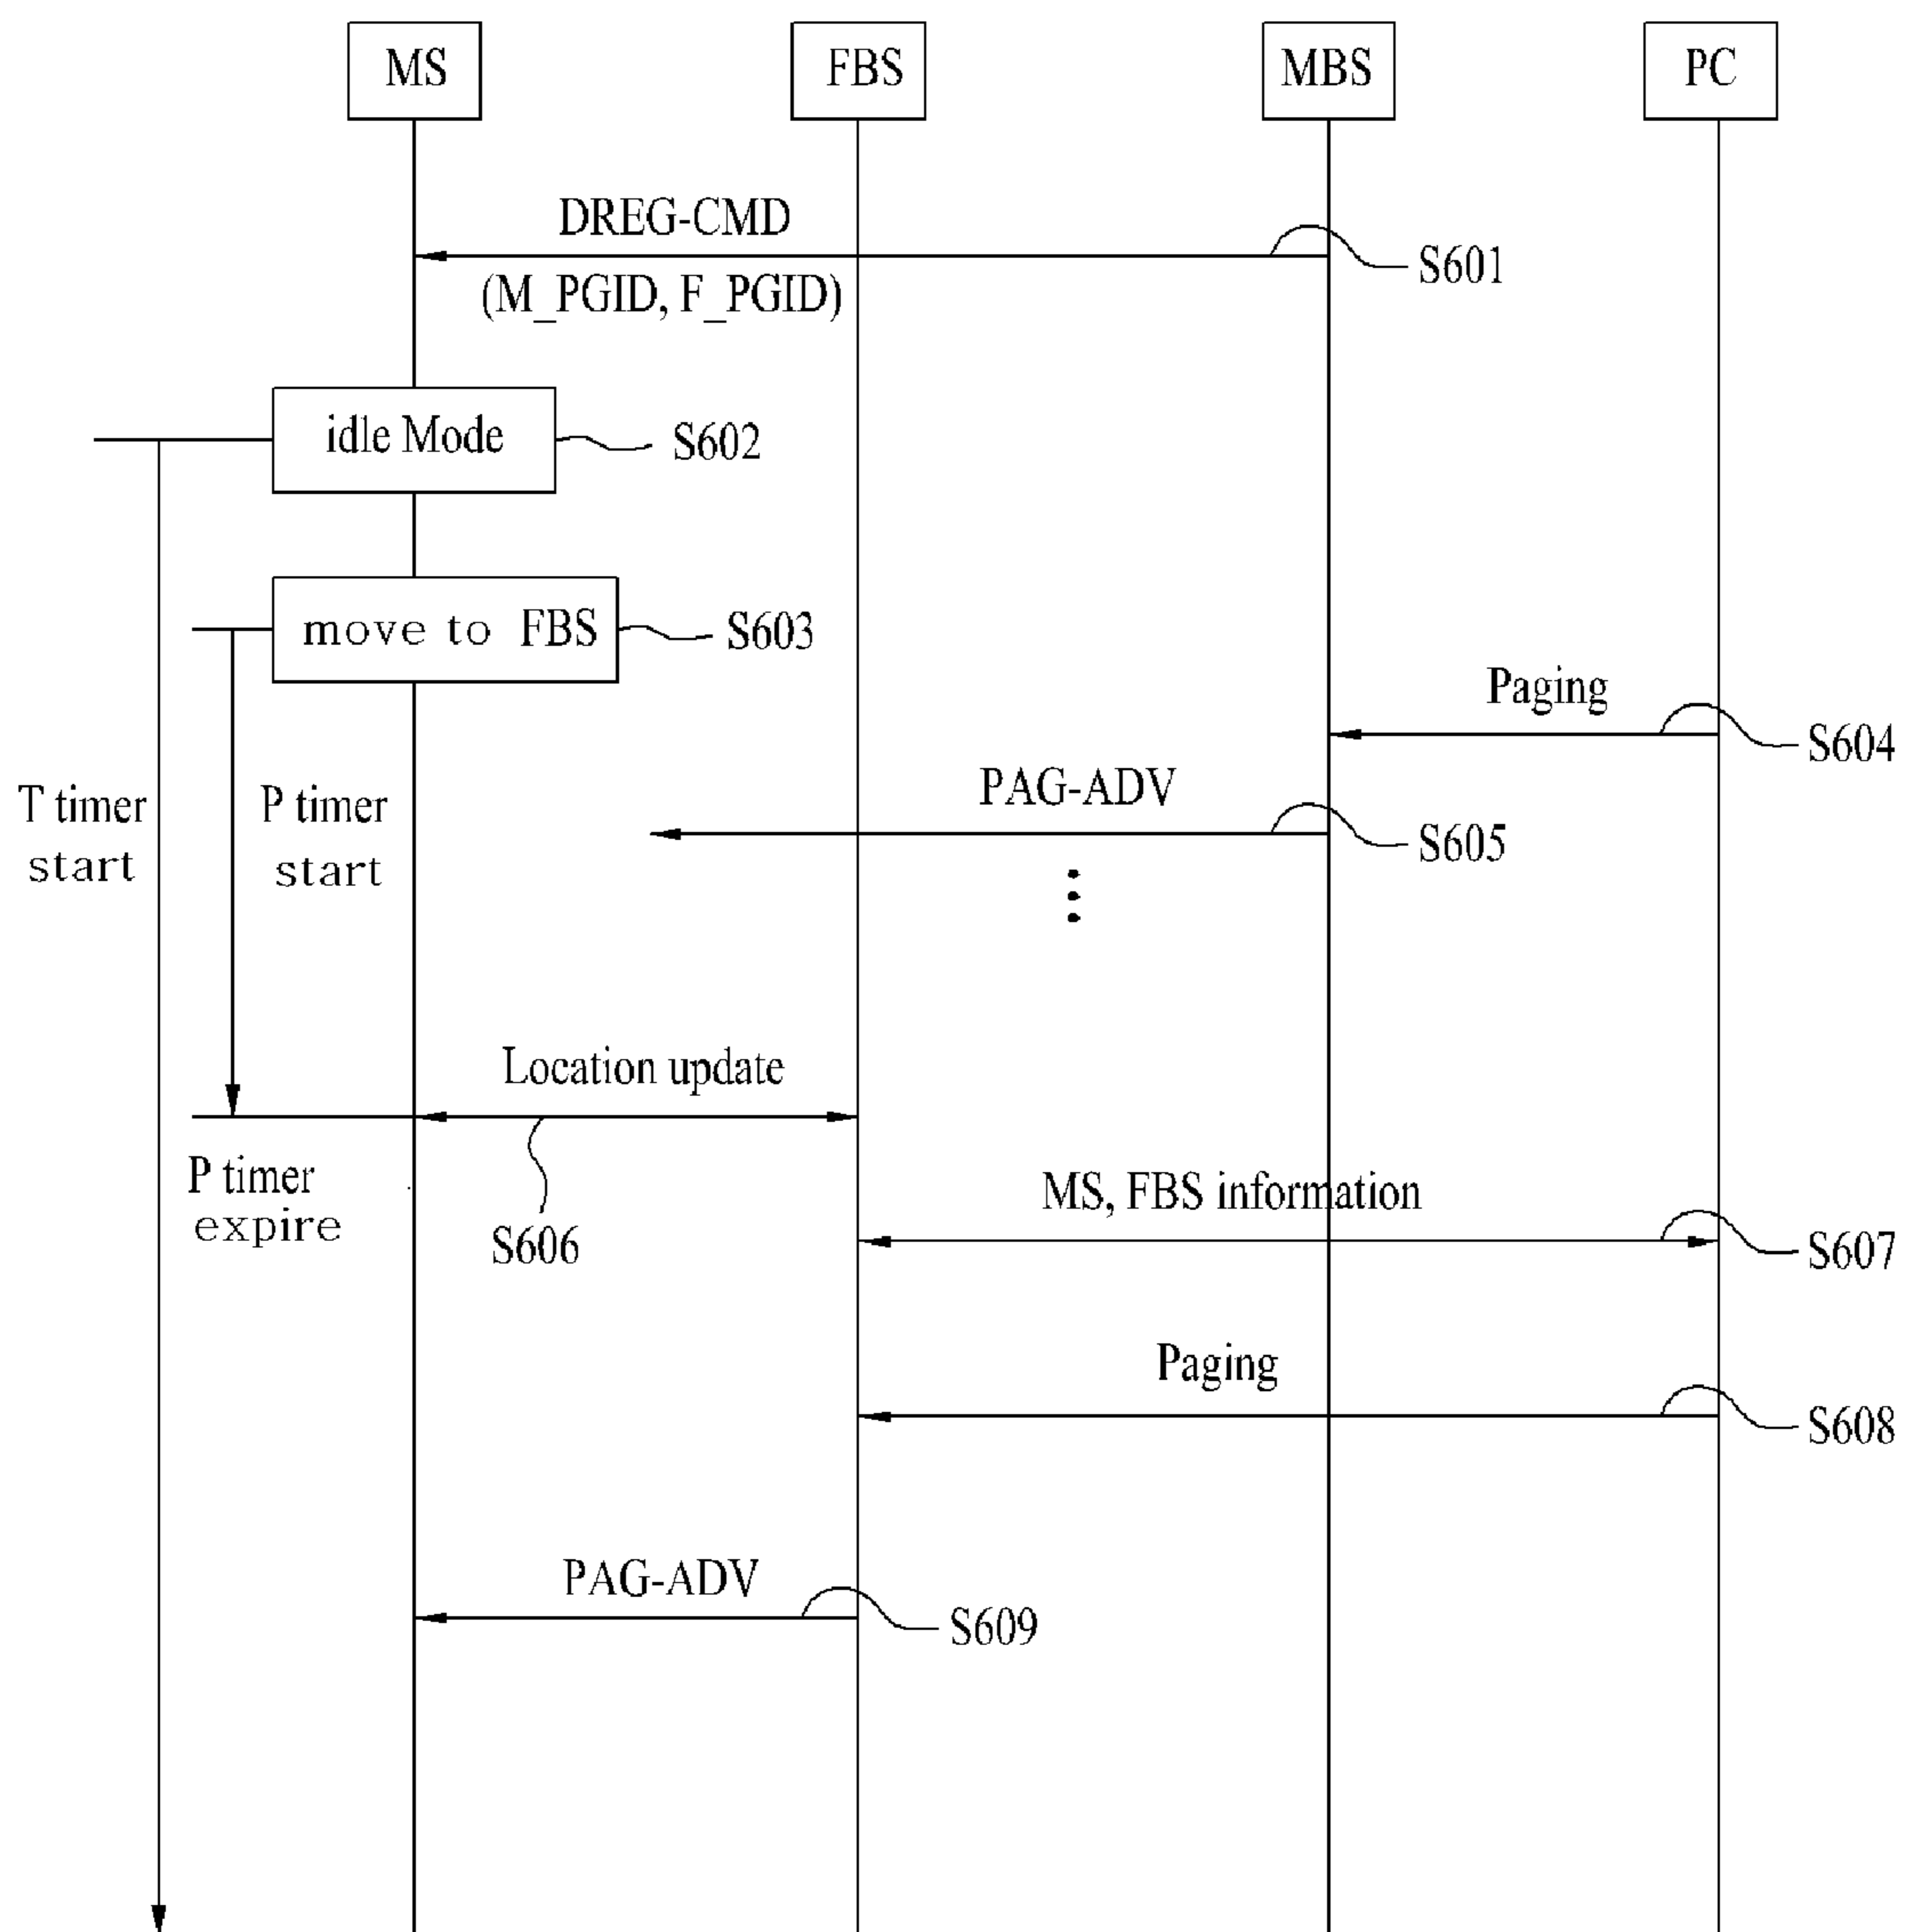 MS
FBS
MBS
PC
DREG-CMD
S601
(M_PGID, F_PGID)
idle Mode
S602
move to FBS
S603
Paging
S604
PAG-ADV
S605
T timer
start
P timer
start
Location update
P timer
expire
S606
MS, FBS information
S607
Paging
S608
PAG-ADV
S609